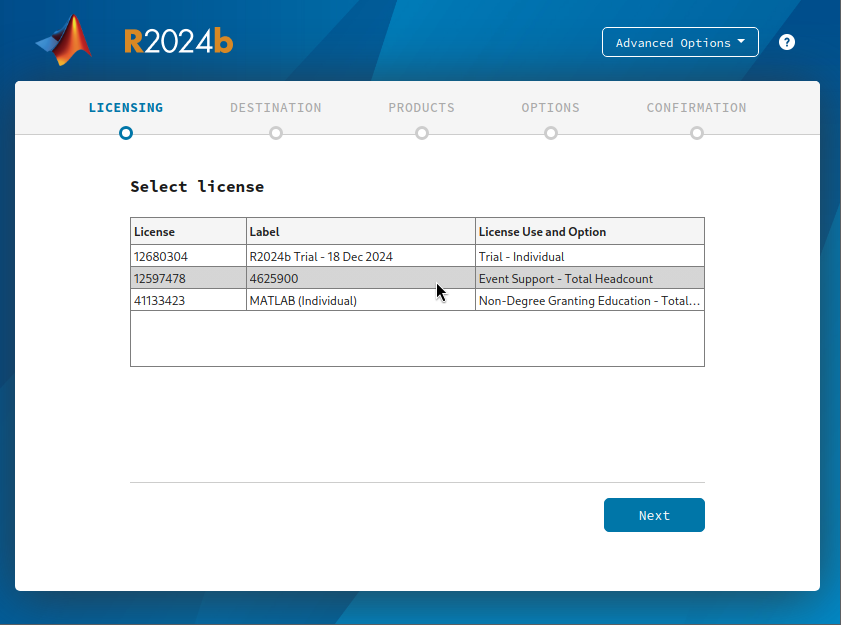 R2024b
Advanced Options
?
LICENSING DESTINATION PRODUCTS OPTIONS CONFIRMATION
Select license
License Label License Use and Option
12680304 R2024b Trial - 18 Dec 2024 Trial - Individual
12597478 4625900 Event Support - Total Headcount
41133423 MATLAB (Individual) Non-Degree Granting Education - Total...
Next